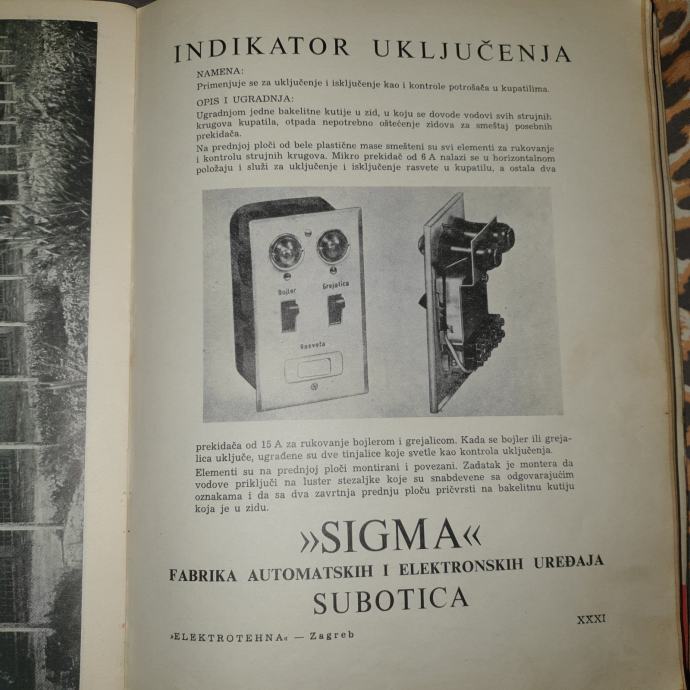 INDIKATOR UKLJUČENJA
NAMENA:
Primenjuje se za uključenje i isključenje kao i kontrole potrošača u kupatilima.
OPIS I UGRADNJA:
Ugradnjom jedne bakelitne kutije u zid, u koju se dovode vodovi svih strujnih
krugova kupatila, otpada nepotrebno oštećenje zidova za smeštaj posebnih
prekidača.
Na prednjoj ploči od bele plastične mase smešteni su svi elementi za rukovanje
i kontrolu strujnih krugova. Mikro prekidač od 6 A nalazi se u horizontalnom
položaju i služi za uključenje i isključenje rasvete u kupatilu, a ostala dva
Bojler Grejalica
Rasveta
prekidača od 15 A za rukovanje bojlerom i grejalicom. Kada se bojler ili greja-
lica uključe, ugrađene su dve tinjalice koje svetle kao kontrola uključenja.
Elementi su na prednjoj ploči montirani i povezani. Zadatak je montera da
vodove priključi na luster stezaljke koje su snabdevene sa odgovarajućim
oznakama i da sa dva zavrtnja prednju ploču pričvrsti na bakelitnu kutiju
koja je u zidu.
»SIGMA«
FABRIKA AUTOMATSKIH I ELEKTRONSKIH UREĐAJA
SUBOTICA
XXXI
»ELEKTROTEHNA« — Zagreb